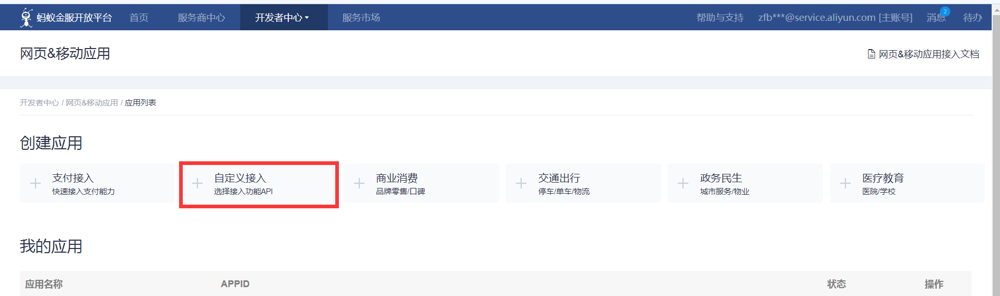 蚂蚁金服开放平台 首页 服务商中心 开发者中心 服务市场 帮助与支持 zfb***@service.aliyun.com [主账号] 消息 2 待办
网页&移动应用 网页&移动应用接入文档
开发者中心 / 网页&移动应用 / 应用列表
创建应用
支付接入 自定义接入 商业消费 交通出行 政务民生 医疗教育
快速接入支付能力 选择接入功能API 品牌零售/口碑 停车/单车/物流 城市服务/物业 医院/学校
我的应用
应用名称 APPID 状态 操作